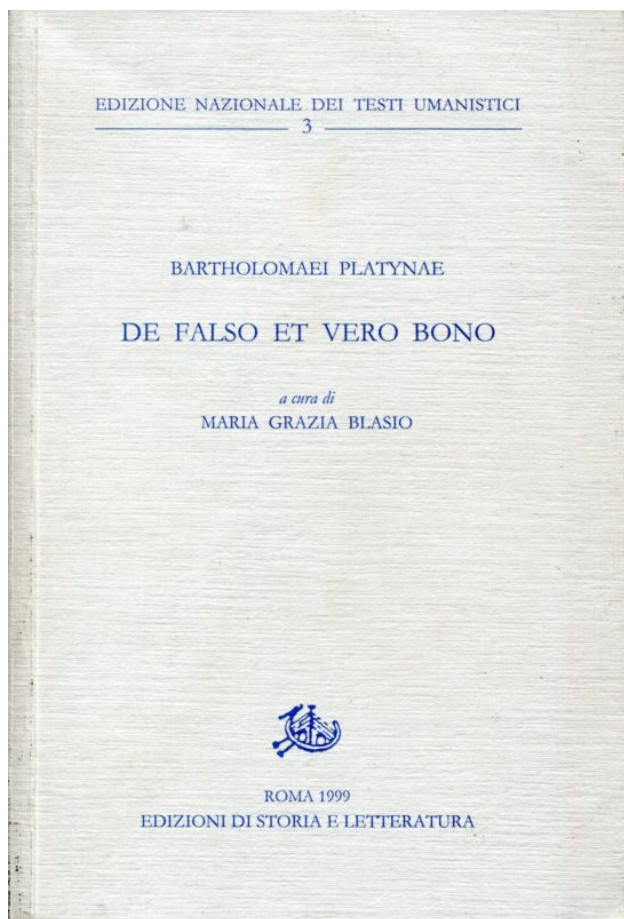 EDIZIONE NAZIONALE DEI TESTI UMANISTICI
3
BARTHOLOMAEI PLATYNAE
DE FALSO ET VERO BONO
a cura di
MARIA GRAZIA BLASIO
ROMA 1999
EDIZIONI DI STORIA E LETTERATURA